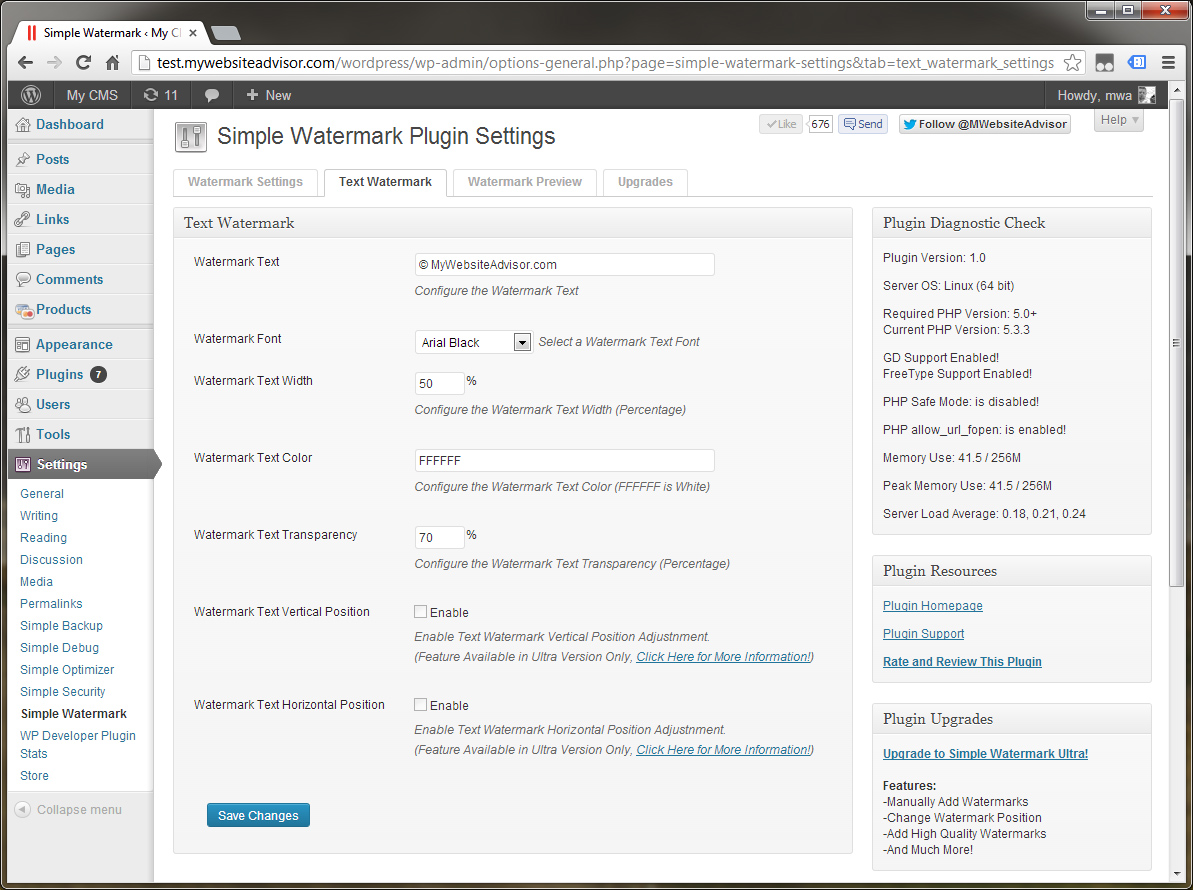 Simple Watermark ‹ My C
test.mywebsiteadvisor.com/wordpress/wp-admin/options-general.php?page=simple-watermark-settings&tab=text_watermark_settings
My CMS
11
+ New
Howdy, mwa
Dashboard
Posts
Media
Links
Pages
Comments
Products
Appearance
Plugins 7
Users
Tools
Settings
General
Writing
Reading
Discussion
Media
Permalinks
Simple Backup
Simple Debug
Simple Optimizer
Simple Security
Simple Watermark
WP Developer Plugin
Stats
Store
Collapse menu
Simple Watermark Plugin Settings
Like
676
Send
Follow @MWebsiteAdvisor
Help
Watermark Settings
Text Watermark
Watermark Preview
Upgrades
Text Watermark
Watermark Text
© MyWebsiteAdvisor.com
Configure the Watermark Text
Watermark Font
Arial Black
Select a Watermark Text Font
Watermark Text Width
50 %
Configure the Watermark Text Width (Percentage)
Watermark Text Color
FFFFFF
Configure the Watermark Text Color (FFFFFF is White)
Watermark Text Transparency
70 %
Configure the Watermark Text Transparency (Percentage)
Watermark Text Vertical Position
Enable
Enable Text Watermark Vertical Position Adjustnment.
(Feature Available in Ultra Version Only, Click Here for More Information!)
Watermark Text Horizontal Position
Enable
Enable Text Watermark Horizontal Position Adjustment.
(Feature Available in Ultra Version Only, Click Here for More Information!)
Save Changes
Plugin Diagnostic Check
Plugin Version: 1.0
Server OS: Linux (64 bit)
Required PHP Version: 5.0+
Current PHP Version: 5.3.3
GD Support Enabled!
FreeType Support Enabled!
PHP Safe Mode: is disabled!
PHP allow_url_fopen: is enabled!
Memory Use: 41.5 / 256M
Peak Memory Use: 41.5 / 256M
Server Load Average: 0.18, 0.21, 0.24
Plugin Resources
Plugin Homepage
Plugin Support
Rate and Review This Plugin
Plugin Upgrades
Upgrade to Simple Watermark Ultra!
Features:
-Manually Add Watermarks
-Change Watermark Position
-Add High Quality Watermarks
-And Much More!